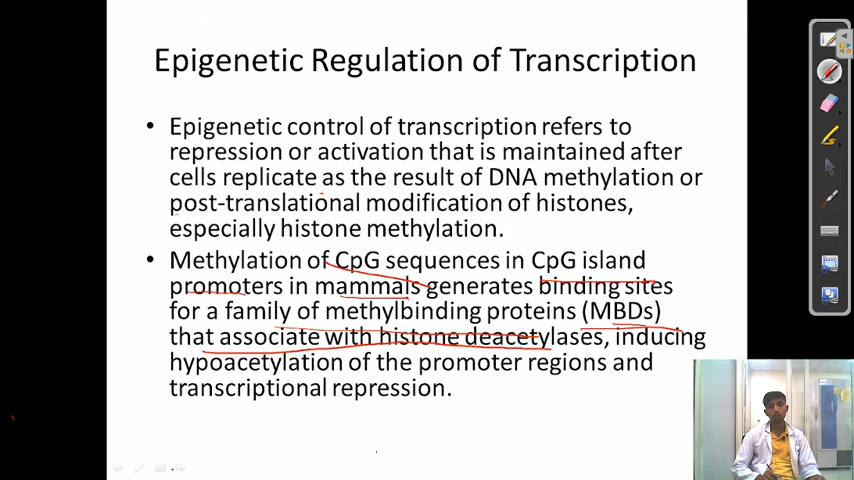 Epigenetic Regulation of Transcription
• Epigenetic control of transcription refers to
repression or activation that is maintained after
cells replicate as the result of DNA methylation or
post-translational modification of histones,
especially histone methylation.
• Methylation of CpG sequences in CpG island
promoters in mammals generates binding sites
for a family of methylbinding proteins (MBDs)
that associate with histone deacetylases, inducing
hypoacetylation of the promoter regions and
transcriptional repression.